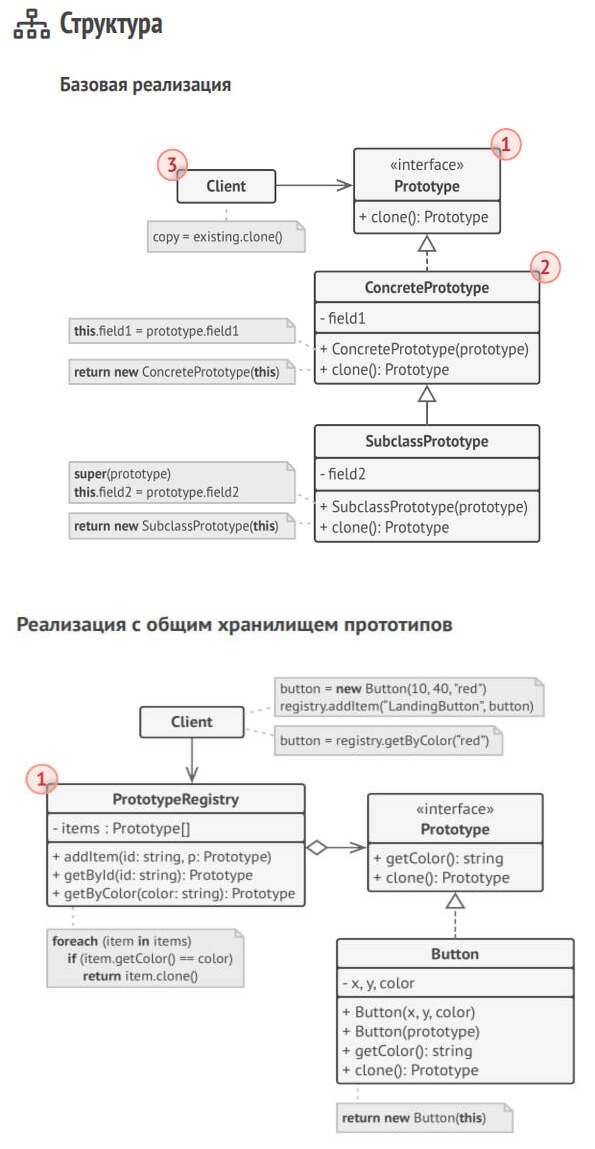 Структура
Базовая реализация
3
Client
copy = existing.clone()
1
«interface»
Prototype
+ clone(): Prototype
2
ConcretePrototype
- field1
+ ConcretePrototype(prototype)
+ clone(): Prototype
this.field1 = prototype.field1
return new ConcretePrototype(this)
SubclassPrototype
- field2
+ SubclassPrototype(prototype)
+ clone(): Prototype
super(prototype)
this.field2 = prototype.field2
return new SubclassPrototype(this)
Реализация с общим хранилищем прототипов
Client
button = new Button(10, 40, "red")
registry.addItem("LandingButton", button)
button = registry.getByColor("red")
1
PrototypeRegistry
- items : Prototype[]
+ addItem(id: string, p: Prototype)
+ getById(id: string): Prototype
+ getByColor(color: string): Prototype
foreach (item in items)
if (item.getColor() == color)
return item.clone()
«interface»
Prototype
+ getColor(): string
+ clone(): Prototype
Button
- x, y, color
+ Button(x, y, color)
+ Button(prototype)
+ getColor(): string
+ clone(): Prototype
return new Button(this)